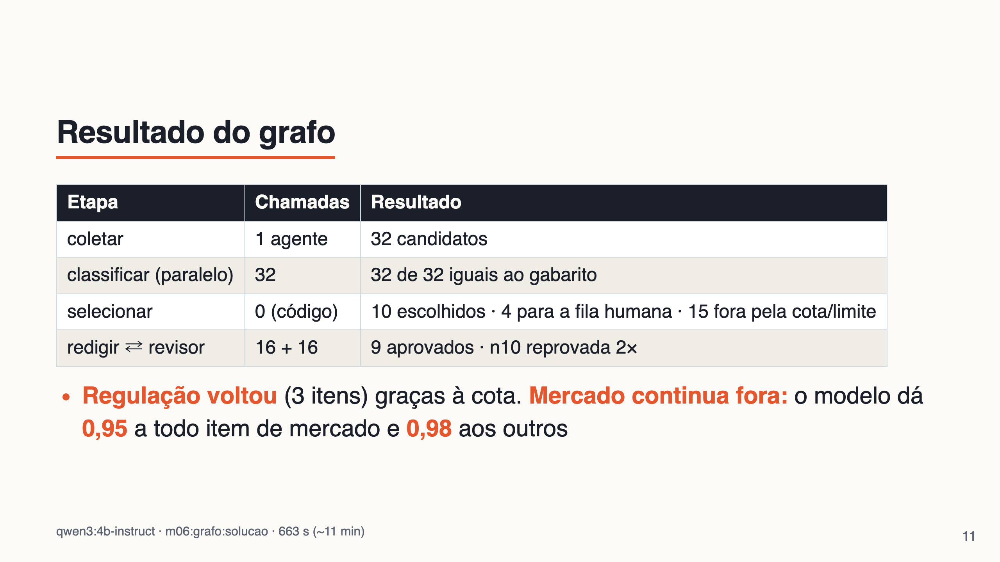 Resultado do grafo
Etapa Chamadas Resultado
coletar 1 agente 32 candidatos
classificar (paralelo) 32 32 de 32 iguais ao gabarito
selecionar 0 (código) 10 escolhidos · 4 para a fila humana · 15 fora pela cota/limite
redigir ⇄ revisor 16 + 16 9 aprovados · n10 reprovada 2×
• Regulação voltou (3 itens) graças à cota. Mercado continua fora: o modelo dá
0,95 a todo item de mercado e 0,98 aos outros
qwen3:4b-instruct · m06:grafo:solucao · 663 s (~11 min)
11